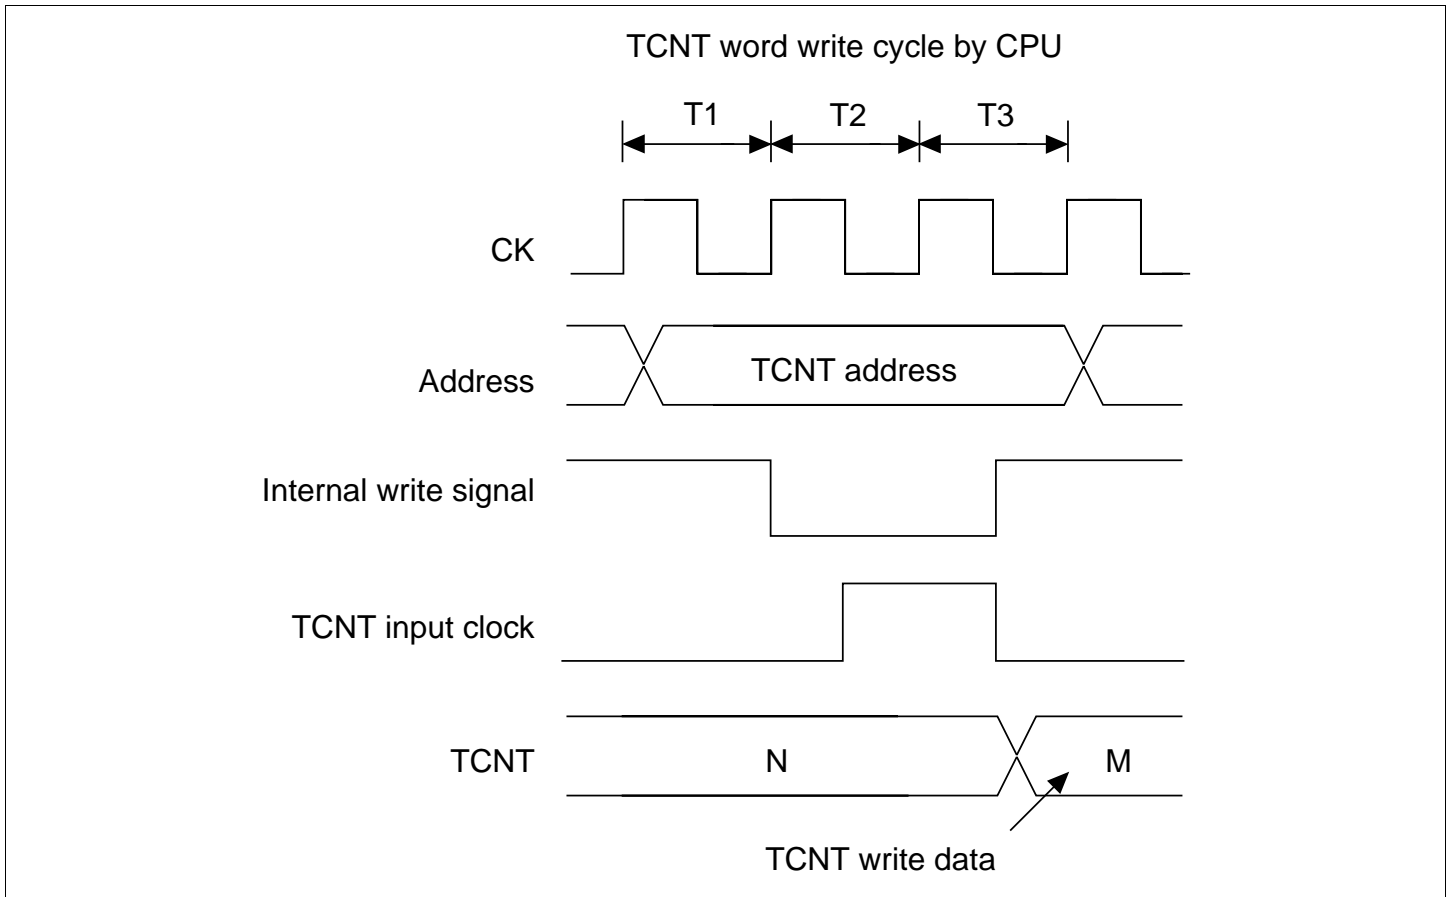 TCNT word write cycle by CPU
T1 T2 T3
CK
Address TCNT address
Internal write signal
TCNT input clock
TCNT N M
TCNT write data